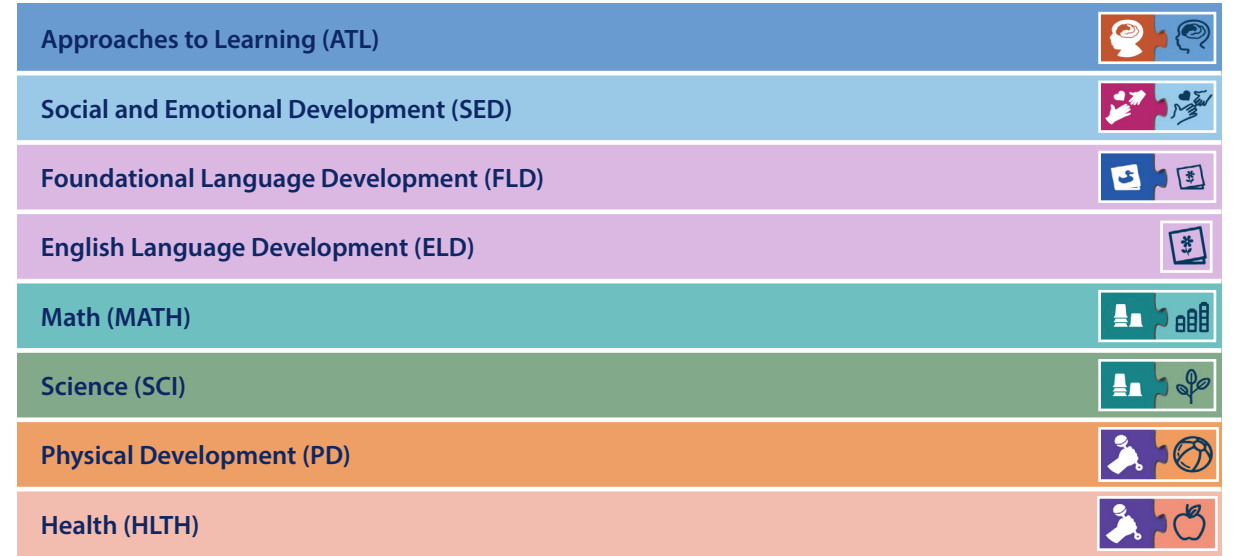 Approaches to Learning (ATL)
Social and Emotional Development (SED)
Foundational Language Development (FLD)
English Language Development (ELD)
Math (MATH)
Science (SCI)
Physical Development (PD)
Health (HLTH)